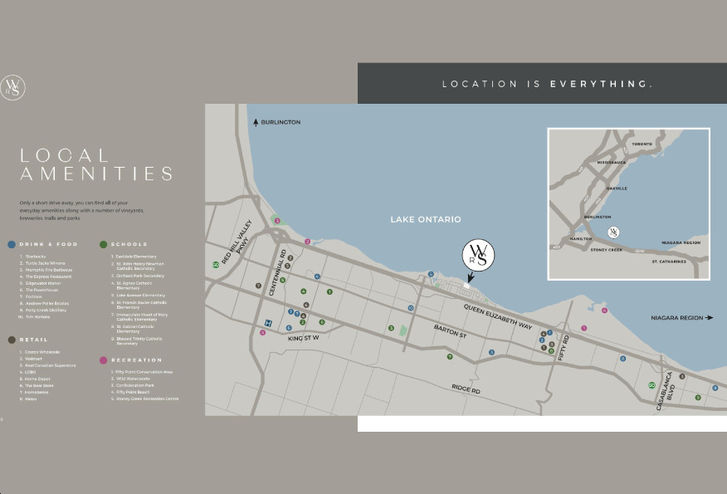 LOCATION IS EVERYTHING.
WRS
LOCAL
AMENITIES
Only a short drive away, you can find all of your
everyday amenities along with a number of vineyards,
breweries, trails and parks.
DRINK & FOOD
1. Starbucks
2. Turtle Jacks Winona
3. Memphis Fire Barbeque
4. The Express Restaurant
5. Edgewater Manor
6. The Powerhouse
7. Fortinos
8. Andrew Peller Estates
9. Forty Creek Distillery
10. Tim Hortons
RETAIL
1. Costco Wholesale
2. Walmart
3. Real Canadian Superstore
4. LCBO
5. Home Depot
6. The Beer Store
7. HomeSense
8. Metro
SCHOOLS
1. Eastdale Elementary
2. St. John Henry Newman
Catholic Secondary
3. Orchard Park Secondary
4. St. Agnes Catholic
Elementary
5. Lake Avenue Elementary
6. St. Francis Xavier Catholic
Elementary
7. Immaculate Heart of Mary
Catholic Elementary
8. St. Gabriel Catholic
Elementary
9. Blessed Trinity Catholic
Secondary
RECREATION
1. Fifty Point Conservation Area
2. Wild Waterworks
3. Confederation Park
4. Fifty Point Beach
5. Stoney Creek Recreation Centre
BURLINGTON
LAKE ONTARIO
WRS
RED HILL VALLEY
PKWY
CENTENNIAL RD
KING ST W
BARTON ST
QUEEN ELIZABETH WAY
RIDGE RD
FIFTY RD
CASABLANCA
BLVD
NIAGARA REGION
GO
H
GO
TORONTO
MISSISSAUGA
OAKVILLE
BURLINGTON
WRS
HAMILTON
STONEY CREEK
NIAGARA REGION
ST. CATHARINES